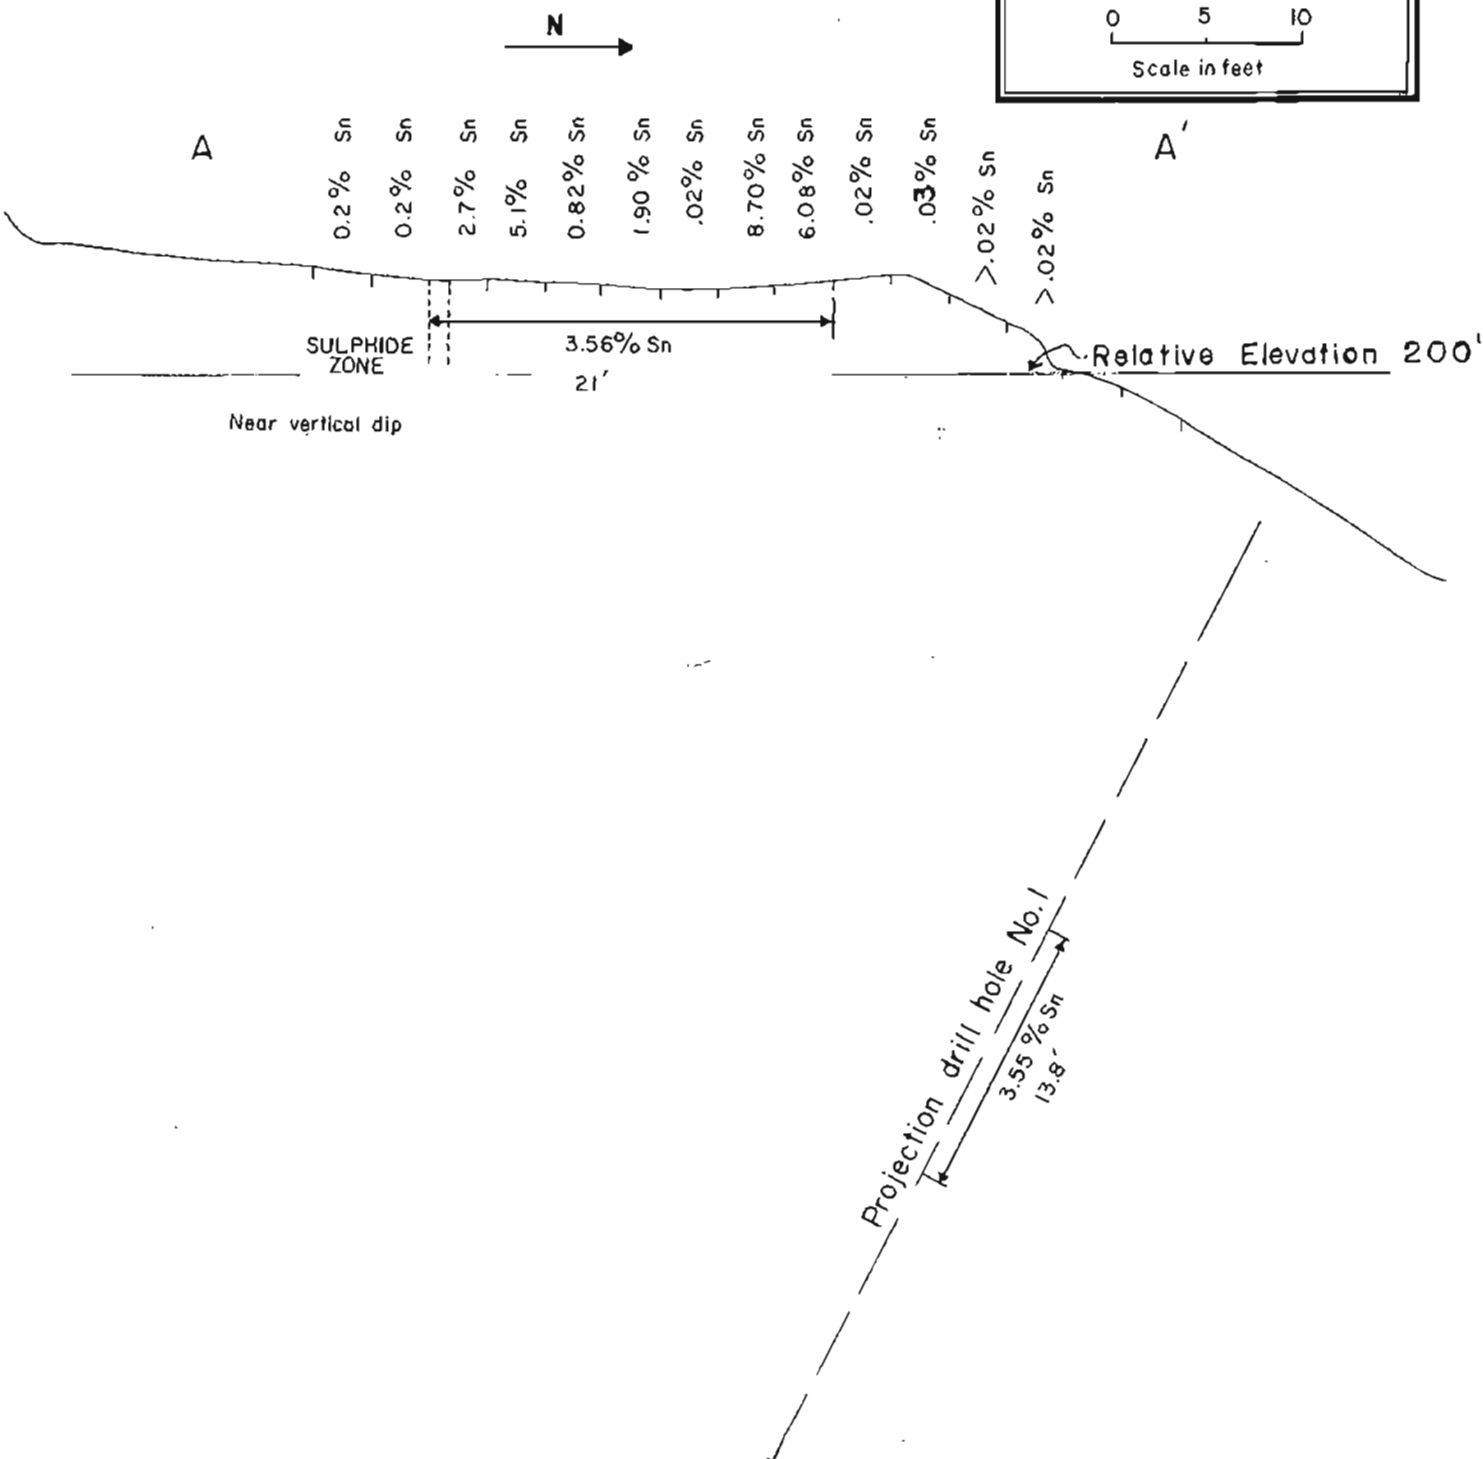 N
0 5 10
Scale in feet
A
A'
0.2% Sn
0.2% Sn
2.7% Sn
5.1% Sn
0.82% Sn
1.90% Sn
.02% Sn
8.70% Sn
6.08% Sn
.02% Sn
.03% Sn
>.02% Sn
>.02% Sn
SULPHIDE
ZONE
3.56% Sn
21'
Relative Elevation 200'
Near vertical dip
Projection drill hole No. 1
3.55% Sn
13.8'